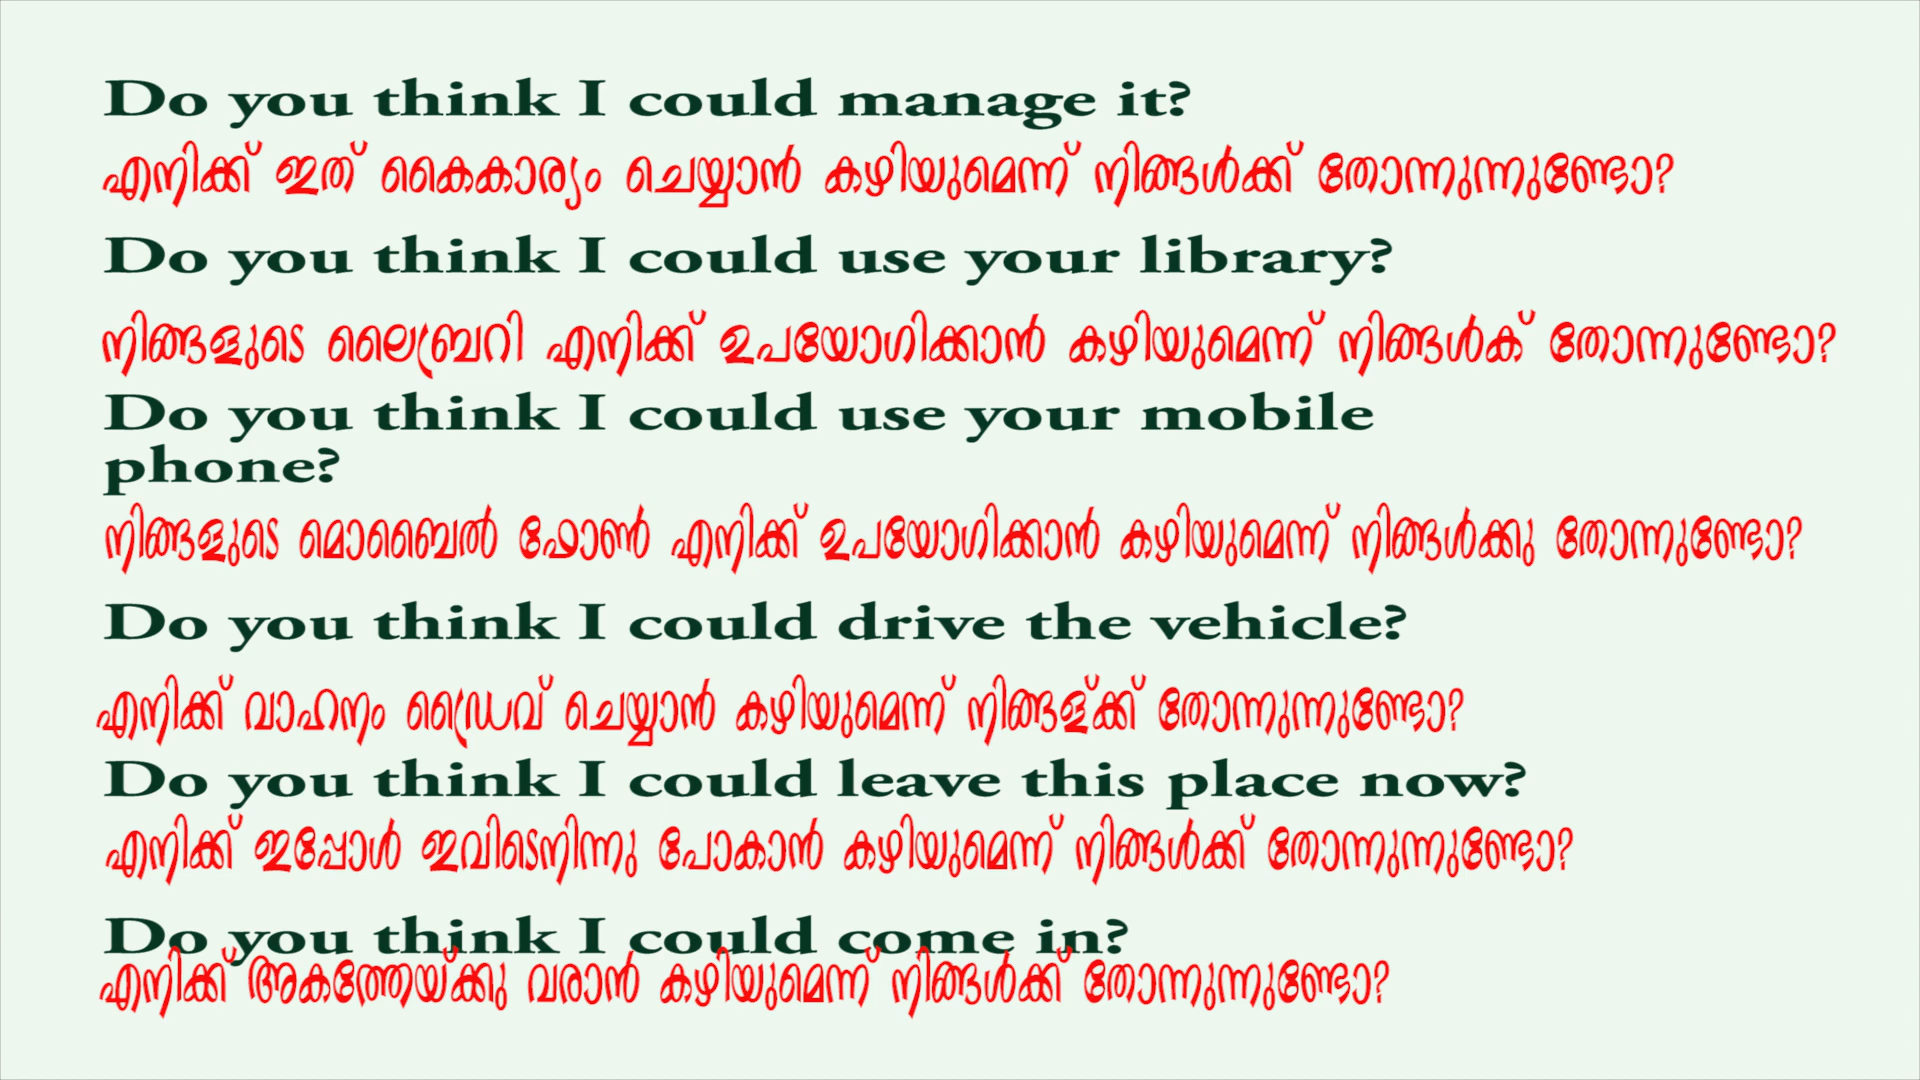 Do you think I could manage it?
എനിക്ക് ഇത് കൈകാര്യം ചെയ്യാൻ കഴിയുമെന്ന് നിങ്ങൾക്ക് തോന്നുന്നുണ്ടോ?
Do you think I could use your library?
നിങ്ങളുടെ ലൈബ്രറി എനിക്ക് ഉപയോഗിക്കാൻ കഴിയുമെന്ന് നിങ്ങൾക് തോന്നുണ്ടോ?
Do you think I could use your mobile
phone?
നിങ്ങളുടെ മൊബൈൽ ഫോൺ എനിക്ക് ഉപയോഗിക്കാൻ കഴിയുമെന്ന് നിങ്ങൾക്കു തോന്നുണ്ടോ?
Do you think I could drive the vehicle?
എനിക്ക് വാഹനം ഡ്രൈവ് ചെയ്യാൻ കഴിയുമെന്ന് നിങ്ങള്ക്ക് തോന്നുന്നുണ്ടോ?
Do you think I could leave this place now?
എനിക്ക് ഇപ്പോൾ ഇവിടെനിന്നു പോകാൻ കഴിയുമെന്ന് നിങ്ങൾക്ക് തോന്നുന്നുണ്ടോ?
Do you think I could come in?
എനിക്ക് അകത്തേയ്ക്കു വരാൻ കഴിയുമെന്ന് നിങ്ങൾക്ക് തോന്നുന്നുണ്ടോ?